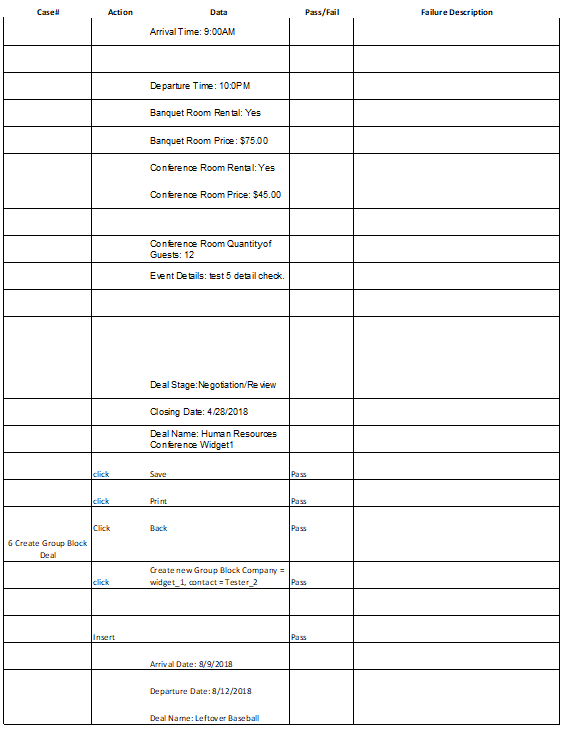 Case# Action Data Pass/Fail Failure Description
Arrival Time: 9:00AM
Departure Time: 10:0PM
Banquet Room Rental: Yes
Banquet Room Price: $75.00
Conference Room Rental: Yes
Conference Room Price: $45.00
Conference Room Quantity of
Guests: 12
Event Details: test 5 detail check.
Deal Stage: Negotiation/Review
Closing Date: 4/28/2018
Deal Name: Human Resources
Conference Widget1
click Save Pass
click Print Pass
Click Back Pass
6 Create Group Block
Deal
Create new Group Block Company =
click widget_1, contact = Tester_2 Pass
Insert Pass
Arrival Date: 8/9/2018
Departure Date: 8/12/2018
Deal Name: Leftover Baseball